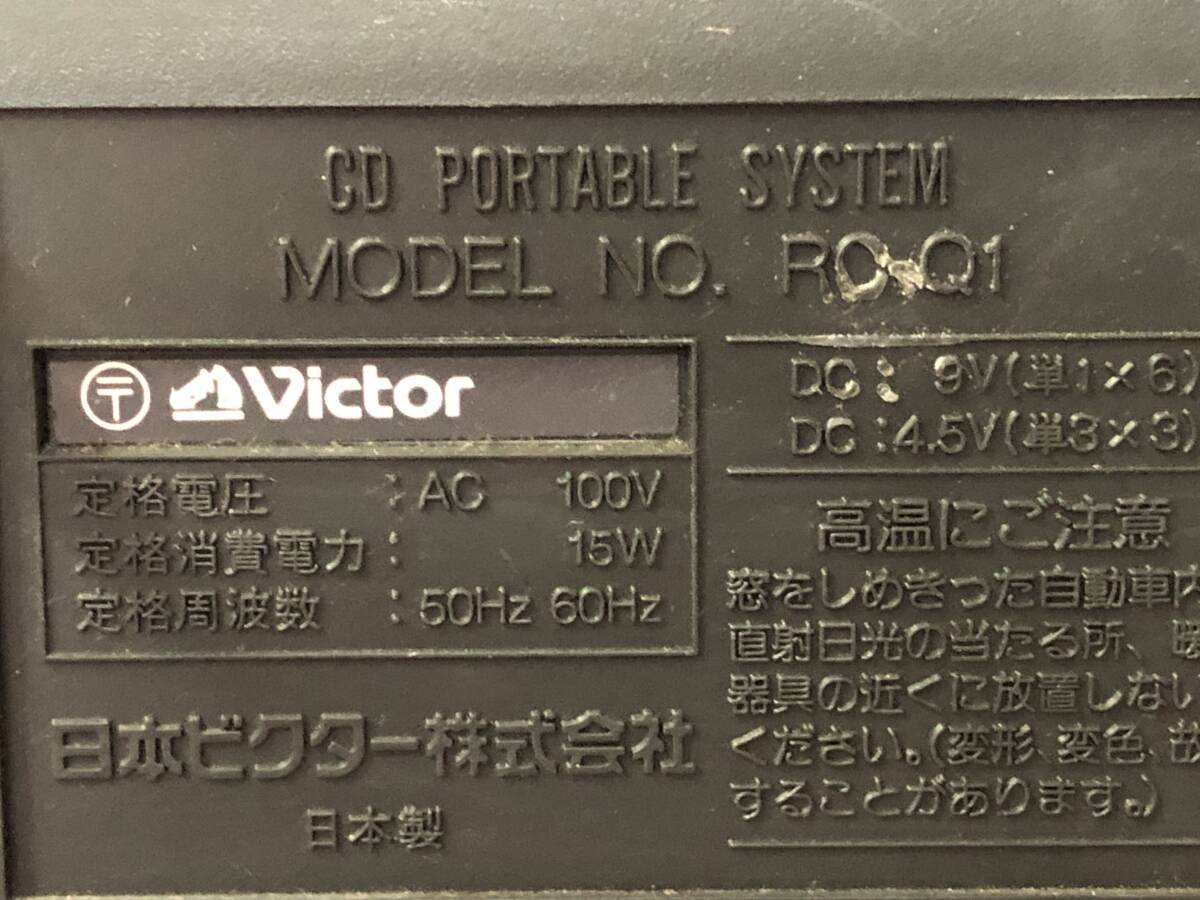 CD PORTABLE SYSTEM
MODEL NO. RC-Q1
〒 Victor
定格電圧 : AC 100V
定格消費電力 : 15W
定格周波数 : 50Hz 60Hz
日本ビクター株式会社
日本製
DC : 9V(単1×6)
DC : 4.5V(単3×3)
高温にご注意
窓をしめきった自動車内
直射日光の当たる所、暖
器具の近くに放置しない
ください。(変形、変色、故
することがあります。)